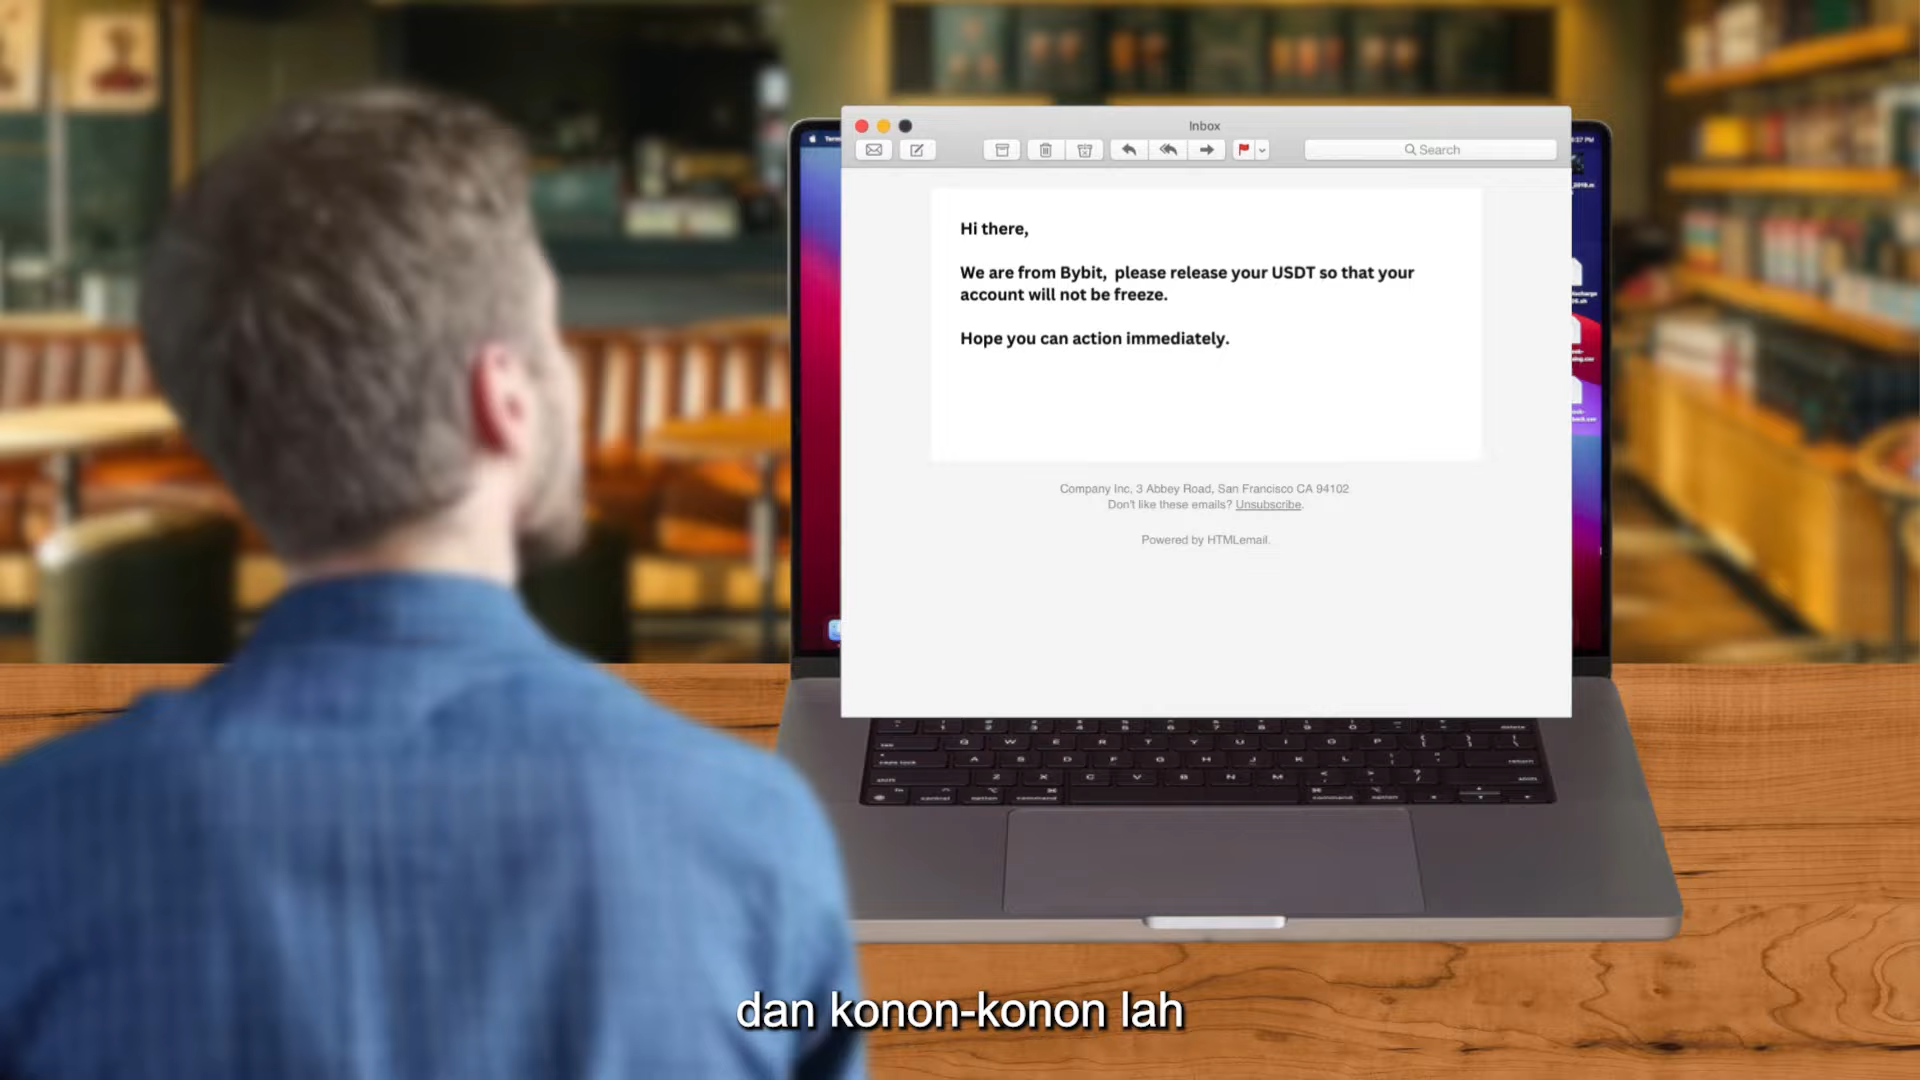 Inbox
Search
Hi there,
We are from Bybit, please release your USDT so that your
account will not be freeze.
Hope you can action immediately.
Company Inc, 3 Abbey Road, San Francisco CA 94102
Don't like these emails? Unsubscribe.
Powered by HTMLemail.
dan konon-konon lah